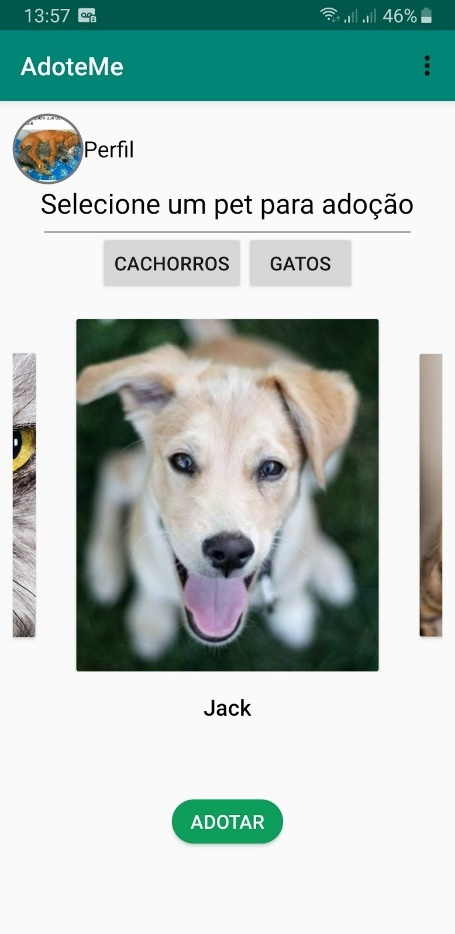 13:57 46%
AdoteMe
Perfil
Selecione um pet para adoção
CACHORROS GATOS
Jack
ADOTAR